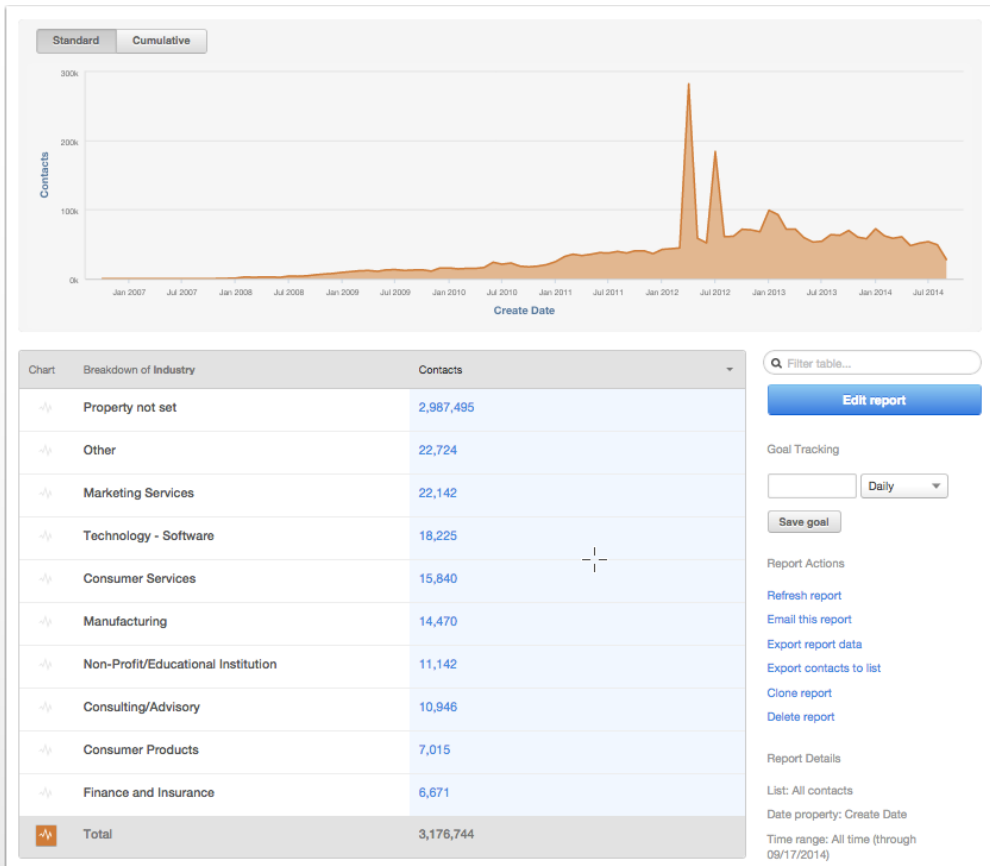 Standard Cumulative
300k
200k
100k
0k
Contacts
Jan 2007 Jul 2007 Jan 2008 Jul 2008 Jan 2009 Jul 2009 Jan 2010 Jul 2010 Jan 2011 Jul 2011 Jan 2012 Jul 2012 Jan 2013 Jul 2013 Jan 2014 Jul 2014
Create Date
Chart Breakdown of Industry Contacts
Property not set 2,987,495
Other 22,724
Marketing Services 22,142
Technology - Software 18,225
Consumer Services 15,840
Manufacturing 14,470
Non-Profit/Educational Institution 11,142
Consulting/Advisory 10,946
Consumer Products 7,015
Finance and Insurance 6,671
Total 3,176,744
Filter table...
Edit report
Goal Tracking
Daily
Save goal
Report Actions
Refresh report
Email this report
Export report data
Export contacts to list
Clone report
Delete report
Report Details
List: All contacts
Date property: Create Date
Time range: All time (through
09/17/2014)